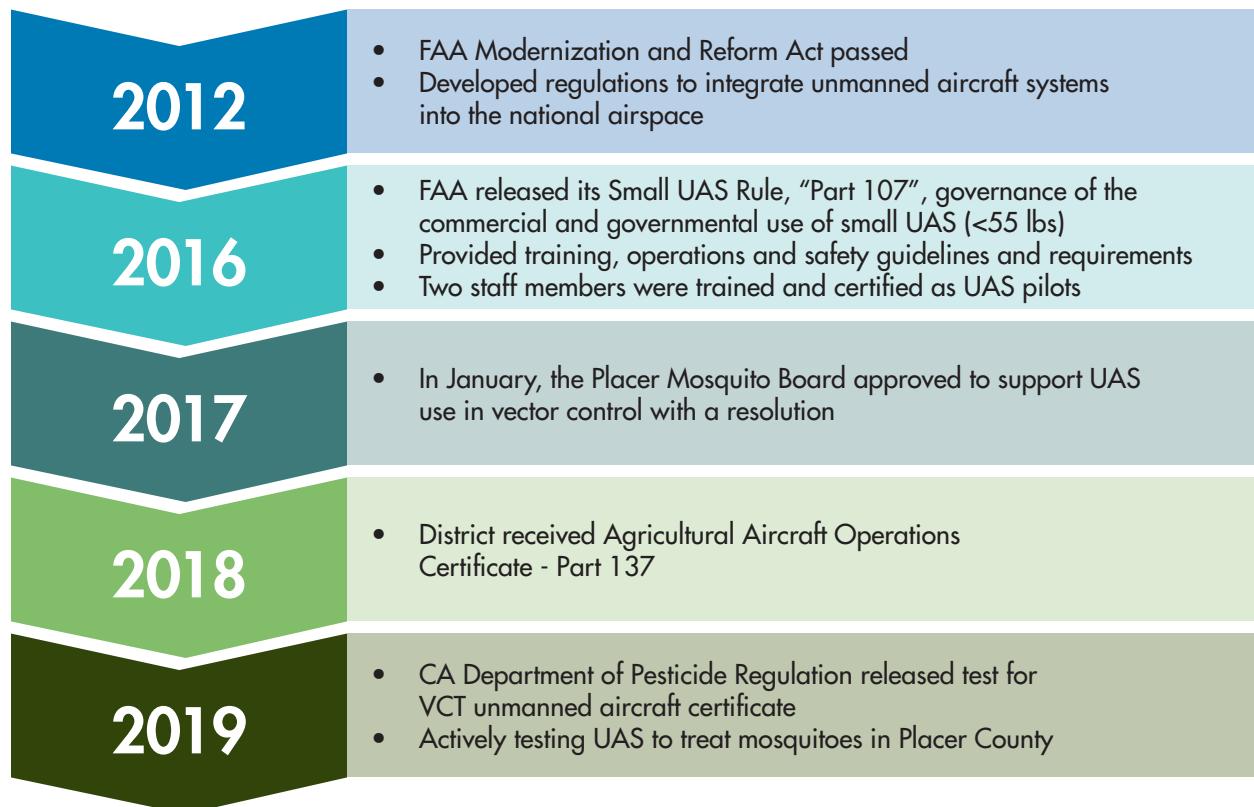 2012
• FAA Modernization and Reform Act passed
• Developed regulations to integrate unmanned aircraft systems
into the national airspace
2016
• FAA released its Small UAS Rule, “Part 107”, governance of the
commercial and governmental use of small UAS (<55 lbs)
• Provided training, operations and safety guidelines and requirements
• Two staff members were trained and certified as UAS pilots
2017
• In January, the Placer Mosquito Board approved to support UAS
use in vector control with a resolution
2018
• District received Agricultural Aircraft Operations
Certificate - Part 137
2019
• CA Department of Pesticide Regulation released test for
VCT unmanned aircraft certificate
• Actively testing UAS to treat mosquitoes in Placer County